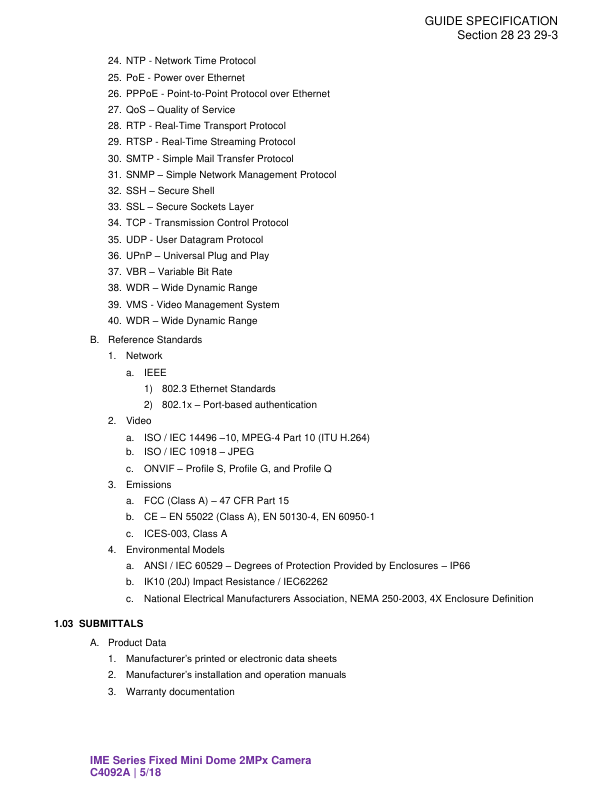 GUIDE SPECIFICATION
Section 28 23 29-3
24. NTP - Network Time Protocol
25. PoE - Power over Ethernet
26. PPPoE - Point-to-Point Protocol over Ethernet
27. QoS – Quality of Service
28. RTP - Real-Time Transport Protocol
29. RTSP - Real-Time Streaming Protocol
30. SMTP - Simple Mail Transfer Protocol
31. SNMP – Simple Network Management Protocol
32. SSH – Secure Shell
33. SSL – Secure Sockets Layer
34. TCP - Transmission Control Protocol
35. UDP - User Datagram Protocol
36. UPnP – Universal Plug and Play
37. VBR – Variable Bit Rate
38. WDR – Wide Dynamic Range
39. VMS - Video Management System
40. WDR – Wide Dynamic Range
B. Reference Standards
1. Network
a. IEEE
1) 802.3 Ethernet Standards
2) 802.1x – Port-based authentication
2. Video
a. ISO / IEC 14496 –10, MPEG-4 Part 10 (ITU H.264)
b. ISO / IEC 10918 – JPEG
c. ONVIF – Profile S, Profile G, and Profile Q
3. Emissions
a. FCC (Class A) – 47 CFR Part 15
b. CE – EN 55022 (Class A), EN 50130-4, EN 60950-1
c. ICES-003, Class A
4. Environmental Models
a. ANSI / IEC 60529 – Degrees of Protection Provided by Enclosures – IP66
b. IK10 (20J) Impact Resistance / IEC62262
c. National Electrical Manufacturers Association, NEMA 250-2003, 4X Enclosure Definition
1.03 SUBMITTALS
A. Product Data
1. Manufacturer's printed or electronic data sheets
2. Manufacturer's installation and operation manuals
3. Warranty documentation
IME Series Fixed Mini Dome 2MPx Camera
C4092A | 5/18